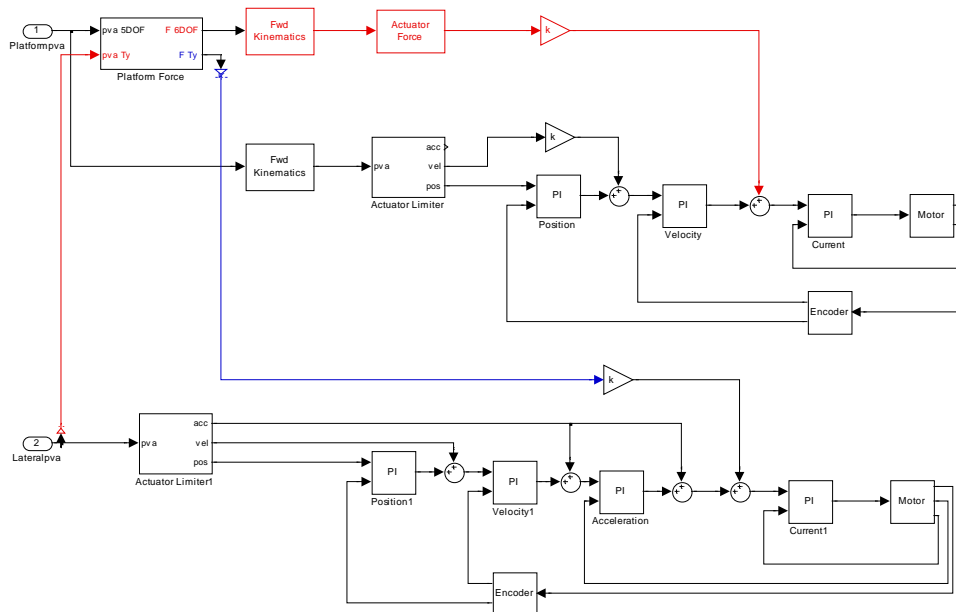 1
Platformpva
pva 5DOF
F 6DOF
pva Ty
F Ty
Platform Force
Fwd
Kinematics
Actuator
Force
k
Fwd
Kinematics
pva
acc
vel
pos
Actuator Limiter
k
PI
Position
PI
Velocity
PI
Current
Motor
Encoder
k
2
Lateralpva
pva
acc
vel
pos
Actuator Limiter1
PI
Position1
PI
Velocity1
PI
Acceleration
PI
Current1
Motor
Encoder